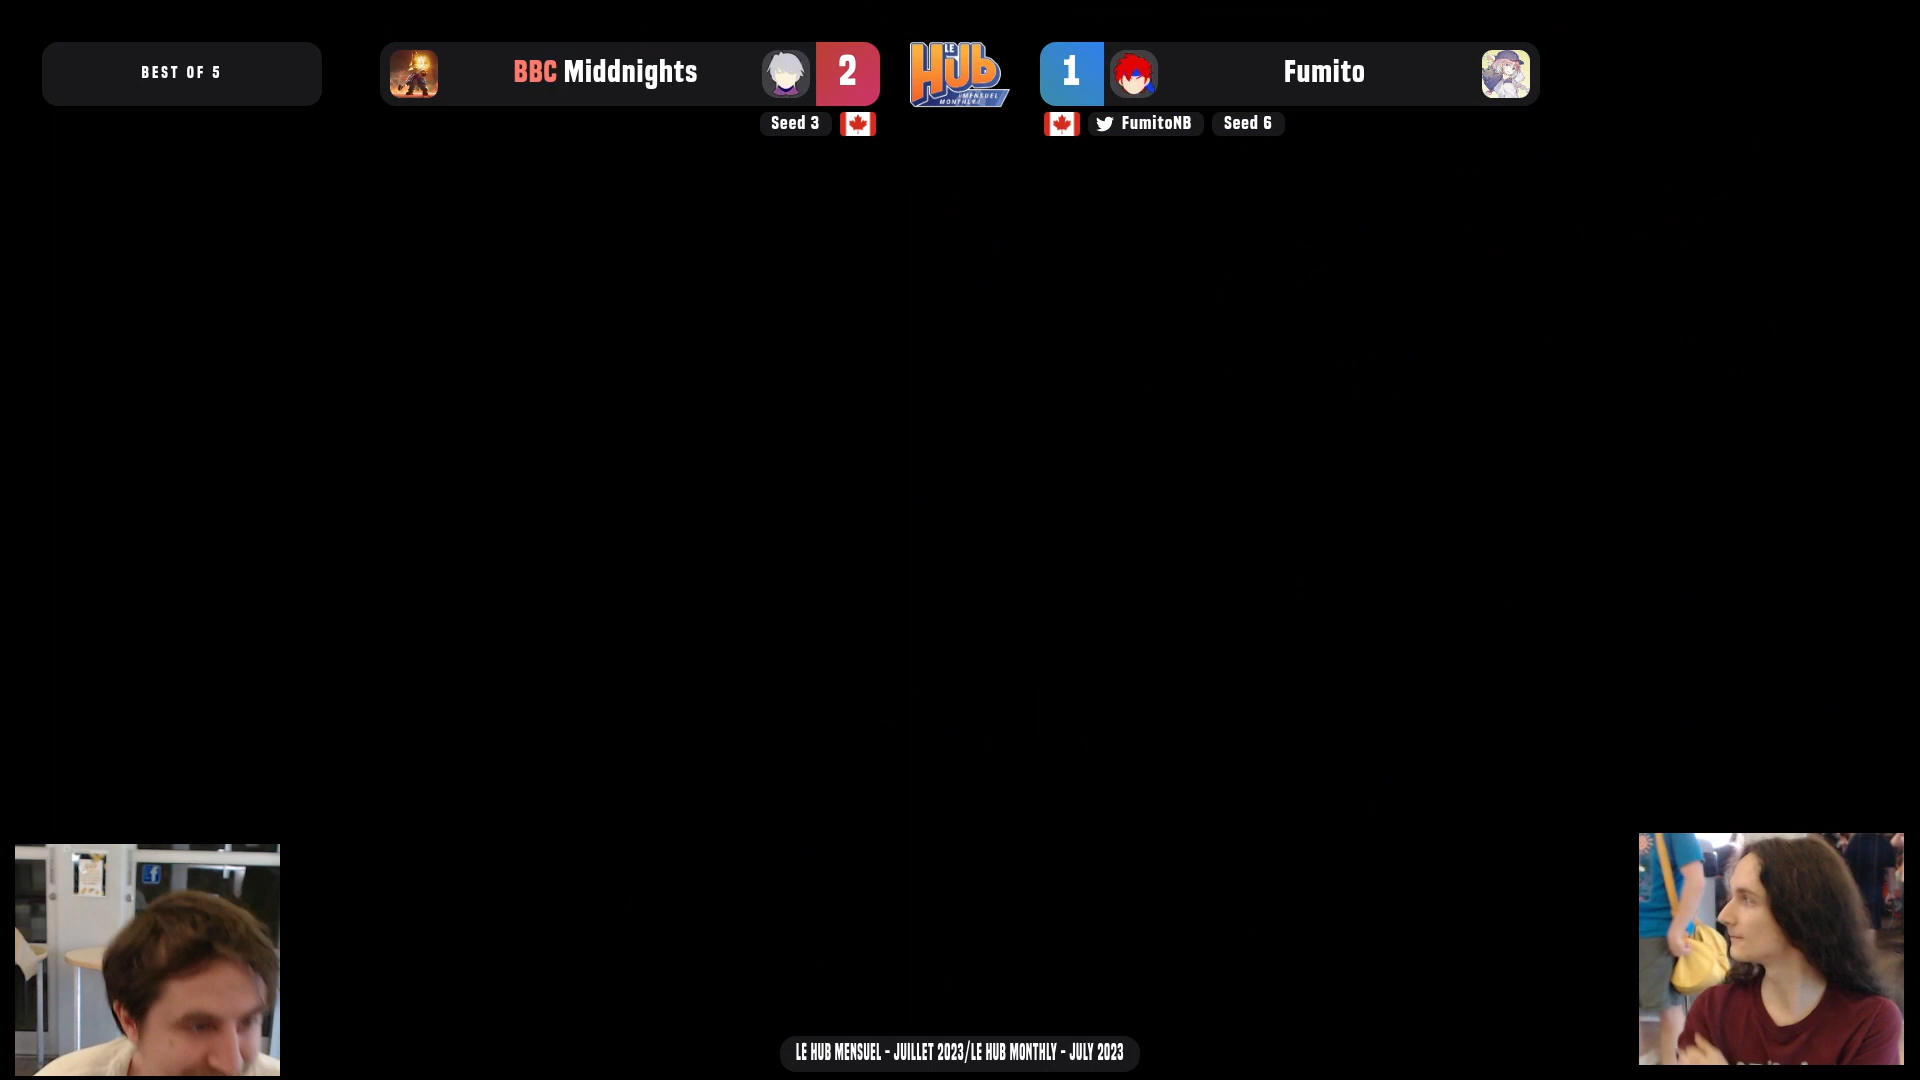 BEST OF 5
BBC Middnights
2
LE
HUb
MENSUEL
MONTHLY
1
Fumito
Seed 3
FumitoNB
Seed 6
LE HUB MENSUEL - JUILLET 2023/LE HUB MONTHLY - JULY 2023